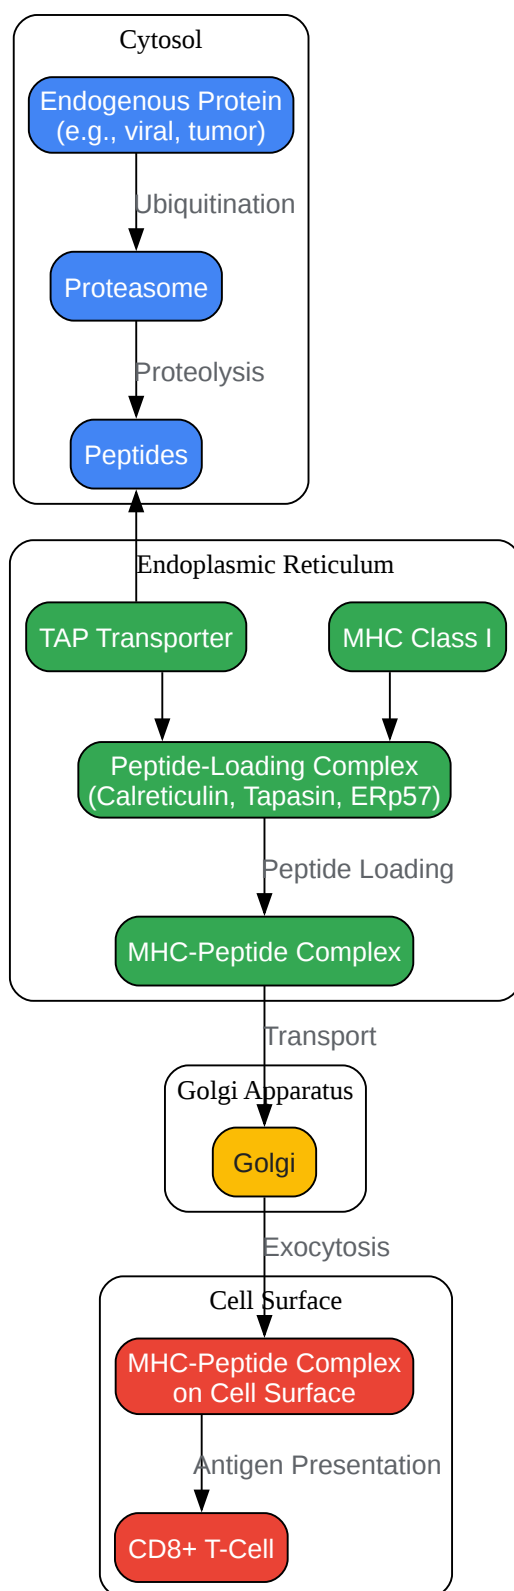 Cytosol
Endogenous Protein
(e.g., viral, tumor)
Ubiquitination
Proteasome
Proteolysis
Peptides
Endoplasmic Reticulum
TAP Transporter
MHC Class I
Peptide-Loading Complex
(Calreticulin, Tapasin, ERp57)
Peptide Loading
MHC-Peptide Complex
Transport
Golgi Apparatus
Golgi
Exocytosis
Cell Surface
MHC-Peptide Complex
on Cell Surface
Antigen Presentation
CD8+ T-Cell